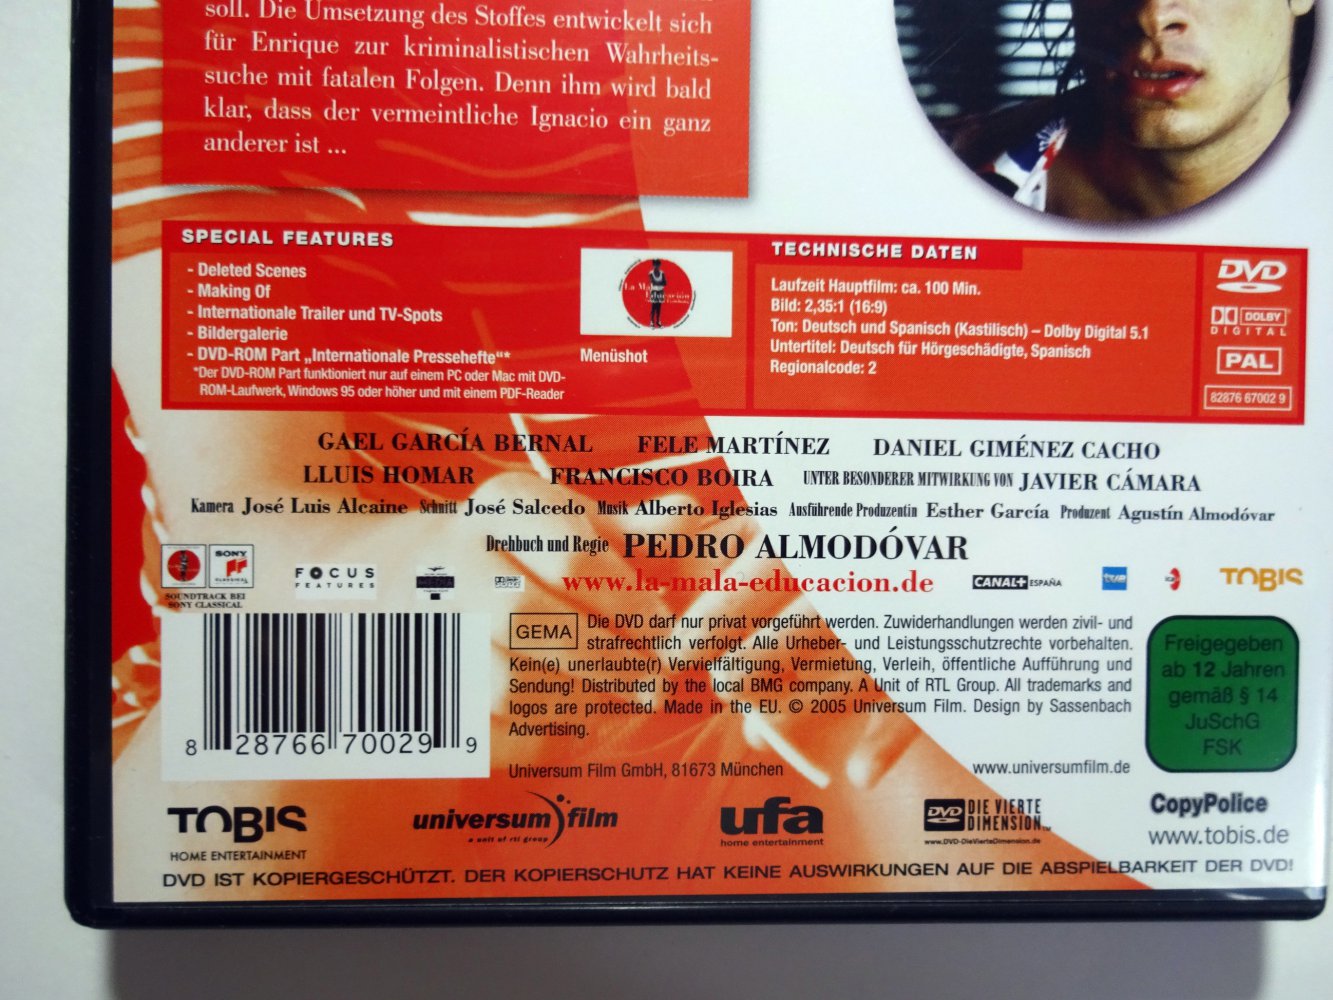 soll. Die Umsetzung des Stoffes entwickelt sich
für Enrique zur kriminalistischen Wahrheits-
suche mit fatalen Folgen. Denn ihm wird bald
klar, dass der vermeintliche Ignacio ein ganz
anderer ist ...
SPECIAL FEATURES
- Deleted Scenes
- Making Of
- Internationale Trailer und TV-Spots
- Bildergalerie
- DVD-ROM Part „Internationale Pressehefte“*
*Der DVD-ROM Part funktioniert nur auf einem PC oder Mac mit DVD-
ROM-Laufwerk, Windows 95 oder höher und mit einem PDF-Reader
La Mala
Educación
Menüshot
TECHNISCHE DATEN
Laufzeit Hauptfilm: ca. 100 Min.
Bild: 2,35:1 (16:9)
Ton: Deutsch und Spanisch (Kastilisch) – Dolby Digital 5.1
Untertitel: Deutsch für Hörgeschädigte, Spanisch
Regionalcode: 2
DVD
DOLBY
DIGITAL
PAL
82876 67002 9
GAEL GARCÍA BERNAL FELE MARTÍNEZ DANIEL GIMÉNEZ CACHO
LLUIS HOMAR FRANCISCO BOIRA UNTER BESONDERER MITWIRKUNG VON JAVIER CÁMARA
Kamera José Luis Alcaine Schnitt José Salcedo Musik Alberto Iglesias Ausführende Produzentin Esther García Produzent Agustín Almodóvar
Drehbuch und Regie PEDRO ALMODÓVAR
www.la-mala-educacion.de
SONY
CLASSICAL
SOUNDTRACK BEI
SONY CLASSICAL
FOCUS
FEATURES
CANAL+ ESPAÑA
TOBIS
GEMA
Die DVD darf nur privat vorgeführt werden. Zuwiderhandlungen werden zivil- und
strafrechtlich verfolgt. Alle Urheber- und Leistungsschutzrechte vorbehalten.
Kein(e) unerlaubte(r) Vervielfältigung, Vermietung, Verleih, öffentliche Aufführung und
Sendung! Distributed by the local BMG company. A Unit of RTL Group. All trademarks and
logos are protected. Made in the EU. © 2005 Universum Film. Design by Sassenbach
Advertising.
Universum Film GmbH, 81673 München
www.universumfilm.de
Freigegeben
ab 12 Jahren
gemäß § 14
JuSchG
FSK
8 28766 70029 9
TOBIS
HOME ENTERTAINMENT
universum film
a unit of rtl group
ufa
home entertainment
DVD
DIE VIERTE
DIMENSION
www.DVD-DieVierteDimension.de
CopyPolice
www.tobis.de
DVD IST KOPIERGESCHÜTZT. DER KOPIERSCHUTZ HAT KEINE AUSWIRKUNGEN AUF DIE ABSPIELBARKEIT DER DVD!